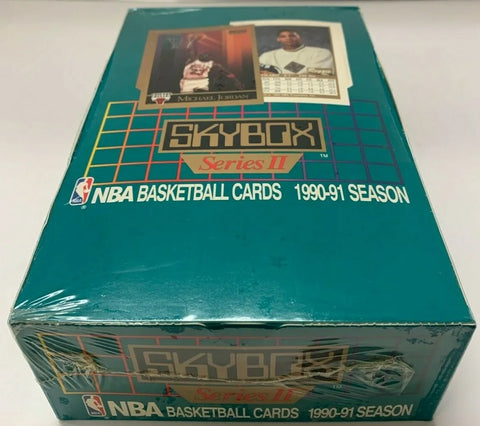 MICHAEL JORDAN
SKYBOX
Series II
TM
NBA BASKETBALL CARDS 1990-91 SEASON
SKYBOX
Series II
TM
NBA BASKETBALL CARDS 1990-91 SEASON